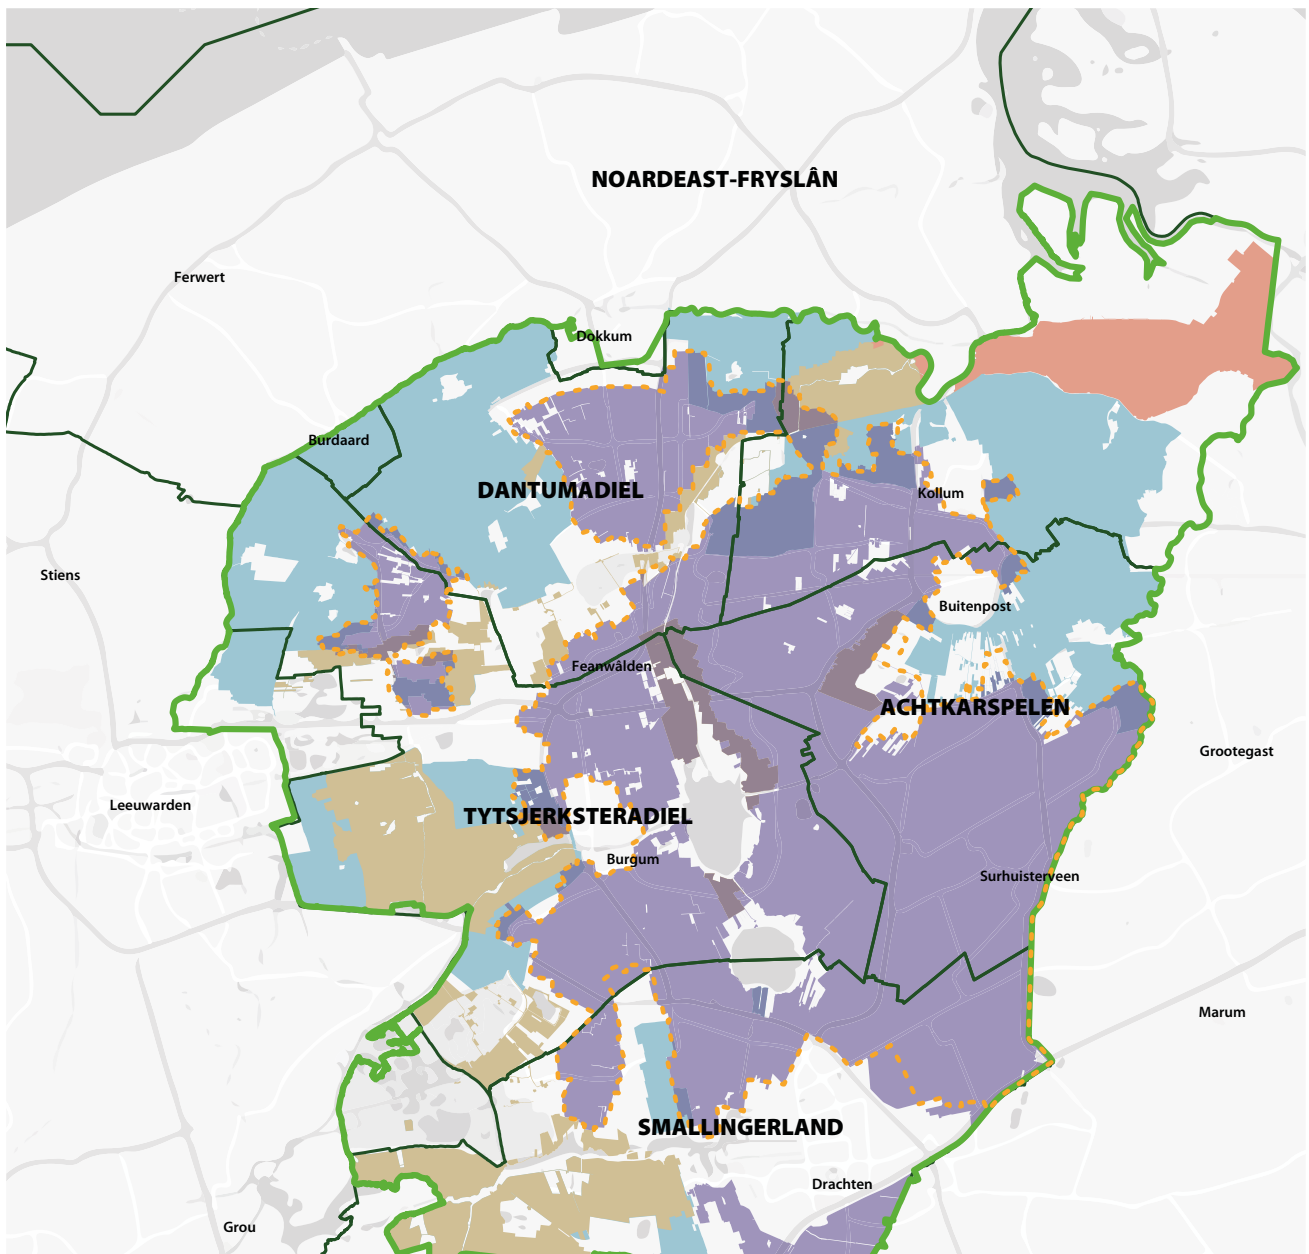 NOARDEAST-FRYSLÂN
Ferwert
Dokkum
Burdaard
DANTUMADIEL
Kollum
Stiens
Buitenpost
Feanwâlden
ACHTKARSPELEN
Grootegast
Leeuwarden
TYTSJERKSTERADIEL
Burgum
Surhuisterveen
Marum
SMALLINGERLAND
Drachten
Grou